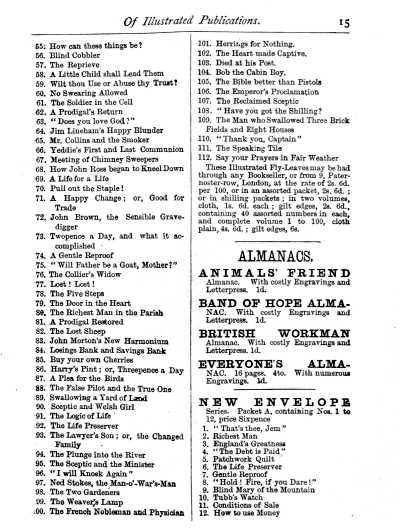 Of Illustrated Publications. 15
55: How can these things be?
56. Blind Cobbler
57. The Reprieve
58. A Little Child shall Lead Them
59. Wilt thou Use or Abuse thy Trust?
60. No Swearing Allowed
61. The Soldier in the Cell
62. A Prodigal's Return
63. "Does you love God?"
64. Jim Lineham's Happy Blunder
65. Mr. Collins and the Smoker
66. Teddie's First and Last Communion
67. Meeting of Chimney Sweepers
68. How John Ross began to Kneel Down
69. A Life for a Life
70. Pull out the Staple!
71. A Happy Change; or, Good for
Trade
72. John Brown, the Sensible Grave-
digger
73. Twopence a Day, and what it ac-
complished
74. A Gentle Reproof
75. "Will Father be a Goat, Mother?"
76. The Collier's Widow
77. Lost! Lost!
78. The Five Steps
79. The Door in the Heart
80. The Richest Man in the Parish
81. A Prodigal Restored
82. The Lost Sheep
83. John Morton's New Harmonium
84. Losings Bank and Savings Bank
85. Buy your own Cherries
86. Harry's Pint; or, Threepence a Day
87. A Plea for the Birds
88. The False Pilot and the True One
89. Swallowing a Yard of Land
90. Sceptic and Welsh Girl
91. The Logic of Life
92. The Life Preserver
93. The Lawyer's Son; or, the Changed
Family
94. The Plunge into the River
95. The Sceptic and the Minister
96. "I will Knock Again"
97. Ned Stokes, the Man-o'-War's-Man
98. The Two Gardeners
99. The Weaver's Lamp
100. The French Nobleman and Physician
101. Herrings for Nothing.
102. The Heart made Captive.
103. Died at his Post.
104. Bob the Cabin Boy.
105. The Bible better than Pistols
106. The Emperor's Proclamation
107. The Reclaimed Sceptic
108. "Have you got the Shilling?
109. The Man who Swallowed Three Brick
Fields and Eight Houses
110. "Thank you, Captain"
111. The Speaking Tile
112. Say your Prayers in Fair Weather
These Illustrated Fly-Leaves may be had
through any Bookseller, or from 9, Pater-
noster-row, London, at the rate of 2s. 6d.
per 100, or in an assorted packet, 2s. 6d. ;
or in shilling packets ; in two volumes,
cloth, 1s. 6d. each ; gilt edges, 2s. 6d.,
containing 40 assorted numbers in each,
and complete volume 1 to 100, cloth
plain, 4s. 6d. ; gilt edges, 6s.
ALMANACS.
ANIMALS' FRIEND
Almanac. With costly Engravings and
Letterpress. 1d.
BAND OF HOPE ALMA-
NAC. With costly Engravings and
Letterpress. 1d.
BRITISH WORKMAN
Almanac. With costly Engravings and
Letterpress. 1d.
EVERYONE'S ALMA-
NAC. 16 pages. 4to. With numerous
Engravings. 1d.
NEW ENVELOPE
Series. Packet A, containing Nos. 1 to
12, price Sixpence
1. "That's thee, Jem"
2. Richest Man
3. England's Greatness
4. "The Debt is Paid,"
5. Patchwork Quilt
6. The Life Preserver
7. Gentle Reproof
8. "Hold! Fire, if you Dare!"
9. Blind Mary of the Mountain
10. Tubb's Watch
11. Conditions of Sale
12. How to use Money